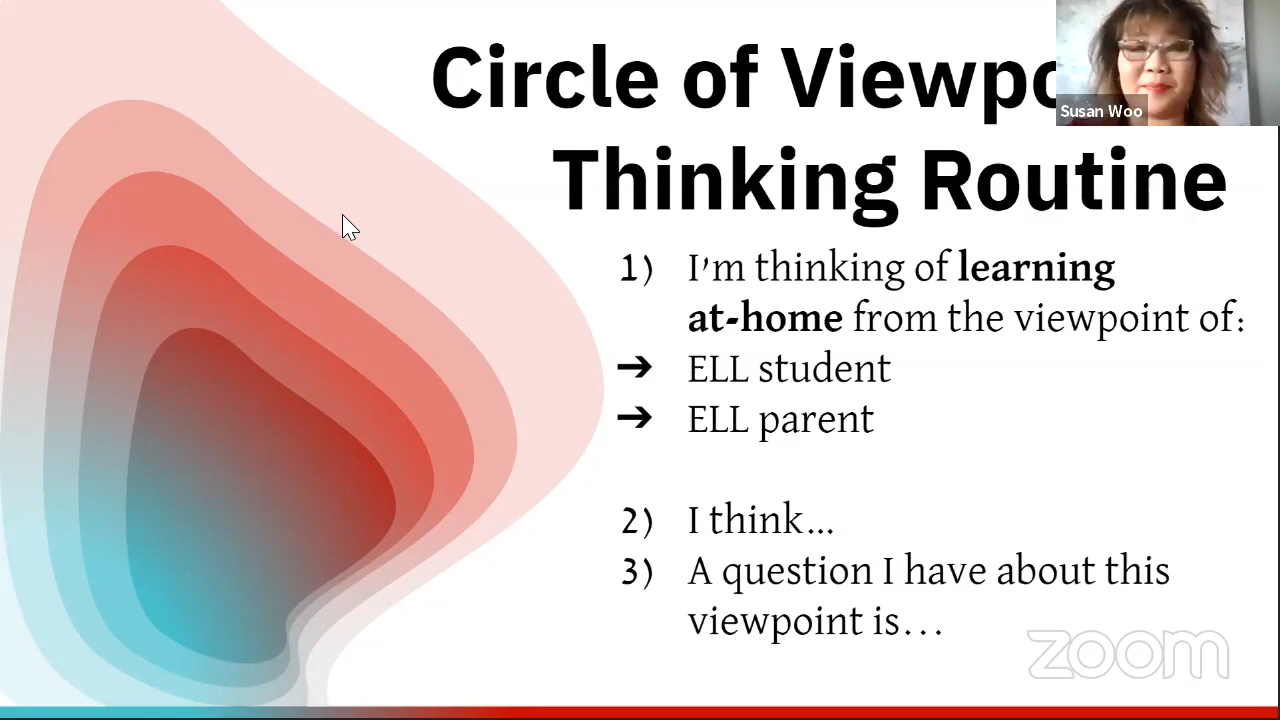 Circle of Viewpo
Susan Woo
Thinking Routine
1) I'm thinking of learning
at-home from the viewpoint of:
➔ ELL student
➔ ELL parent
2) I think...
3) A question I have about this
viewpoint is...
zoom